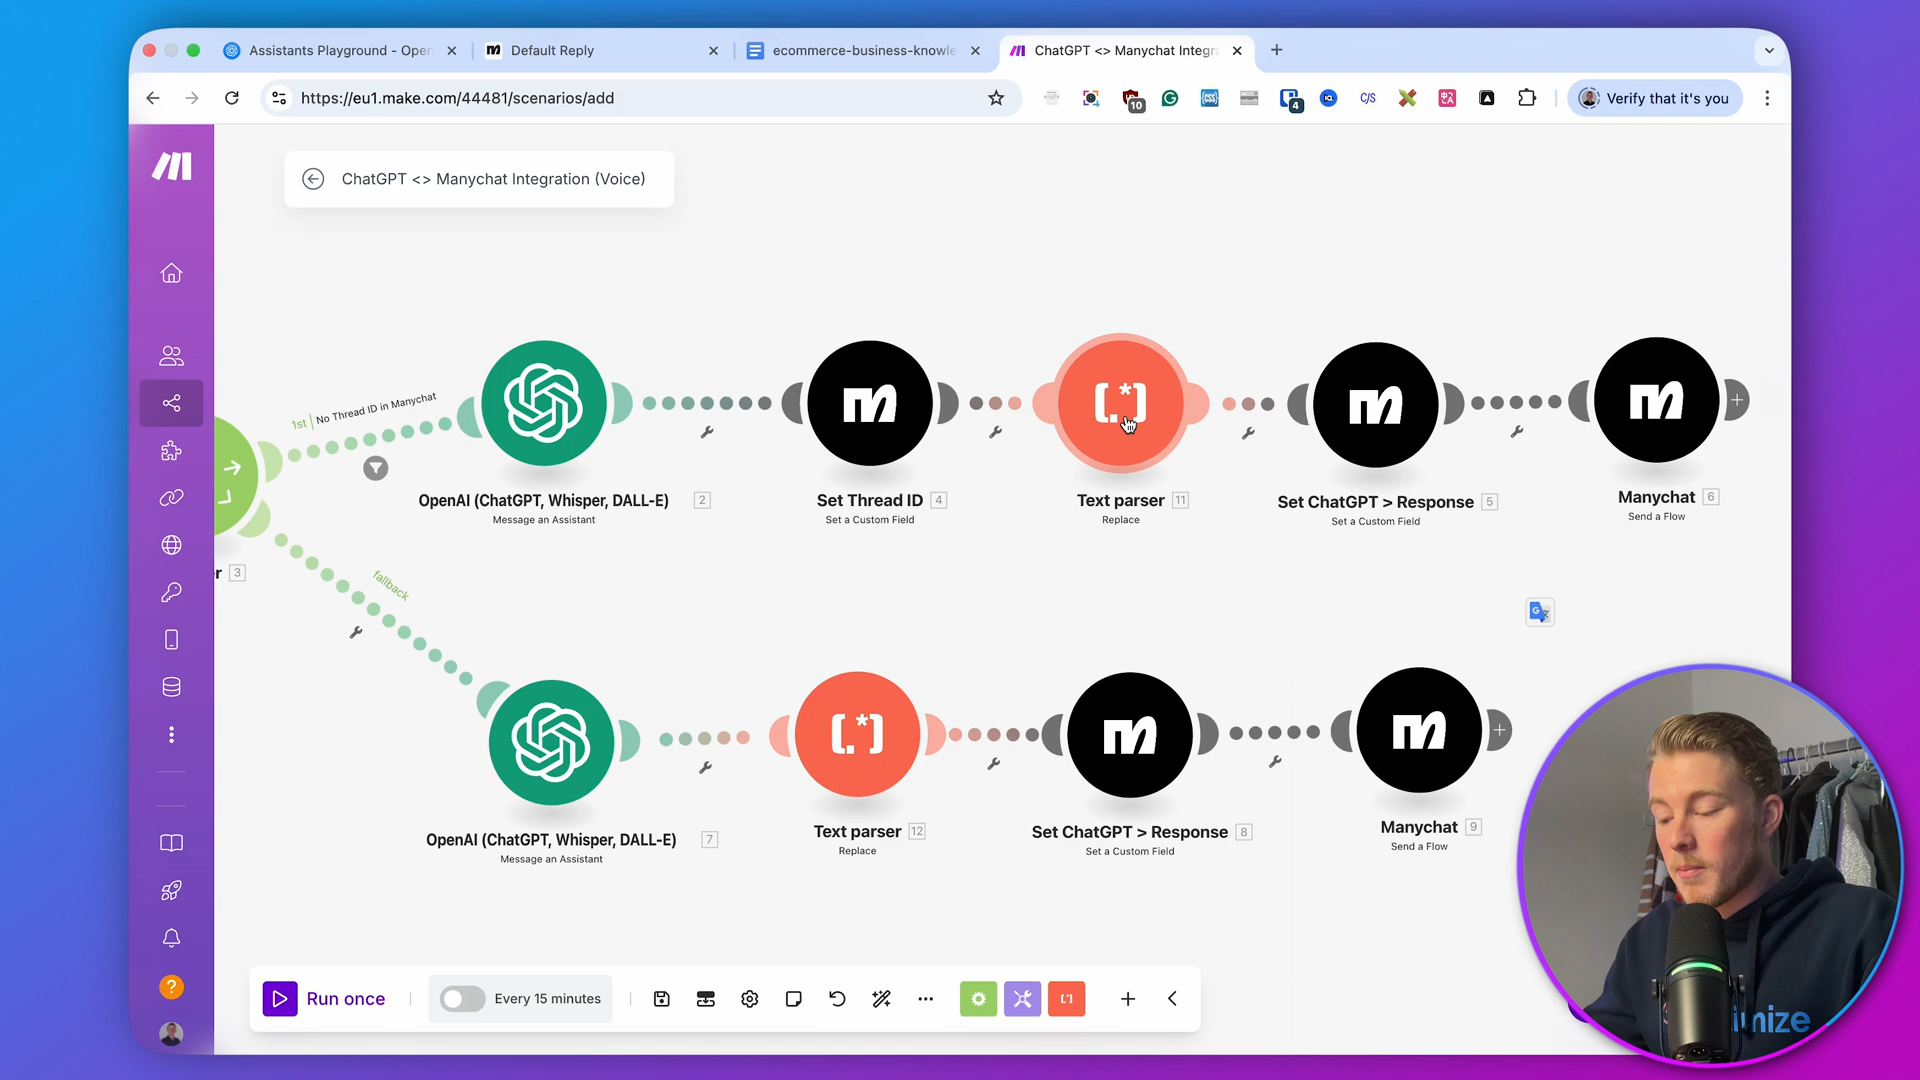 Assistants Playground - Open
Default Reply
ecommerce-business-knowle
ChatGPT <> Manychat Integra
https://eu1.make.com/44481/scenarios/add
10
4
C/S
Verify that it's you
ChatGPT <> Manychat Integration (Voice)
1st | No Thread ID in Manychat
OpenAI (ChatGPT, Whisper, DALL-E) 2
Message an Assistant
Set Thread ID 4
Set a Custom Field
Text parser 11
Replace
Set ChatGPT > Response 5
Set a Custom Field
Manychat 6
Send a Flow
r 3
fallback
OpenAI (ChatGPT, Whisper, DALL-E) 7
Message an Assistant
Text parser 12
Replace
Set ChatGPT > Response 8
Set a Custom Field
Manychat 9
Send a Flow
Run once
Every 15 minutes